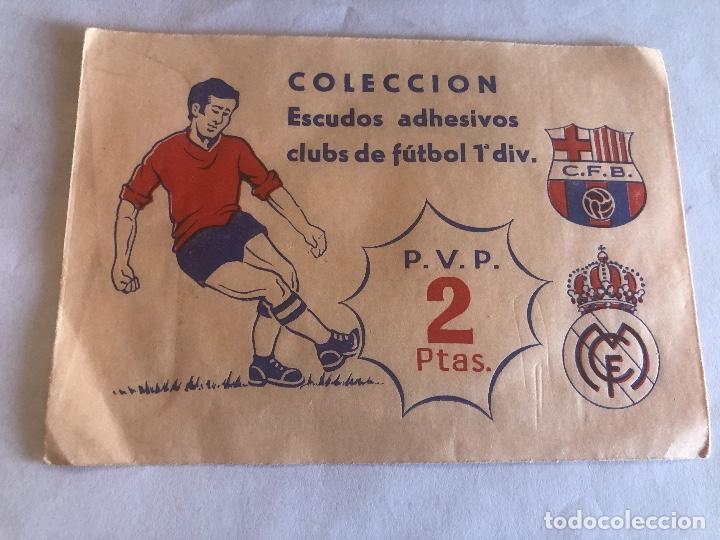 COLECCION
Escudos adhesivos
clubs de fútbol 1ª div.
C.F.B.
P.V.P.
2
Ptas.
MCF
todocoleccion